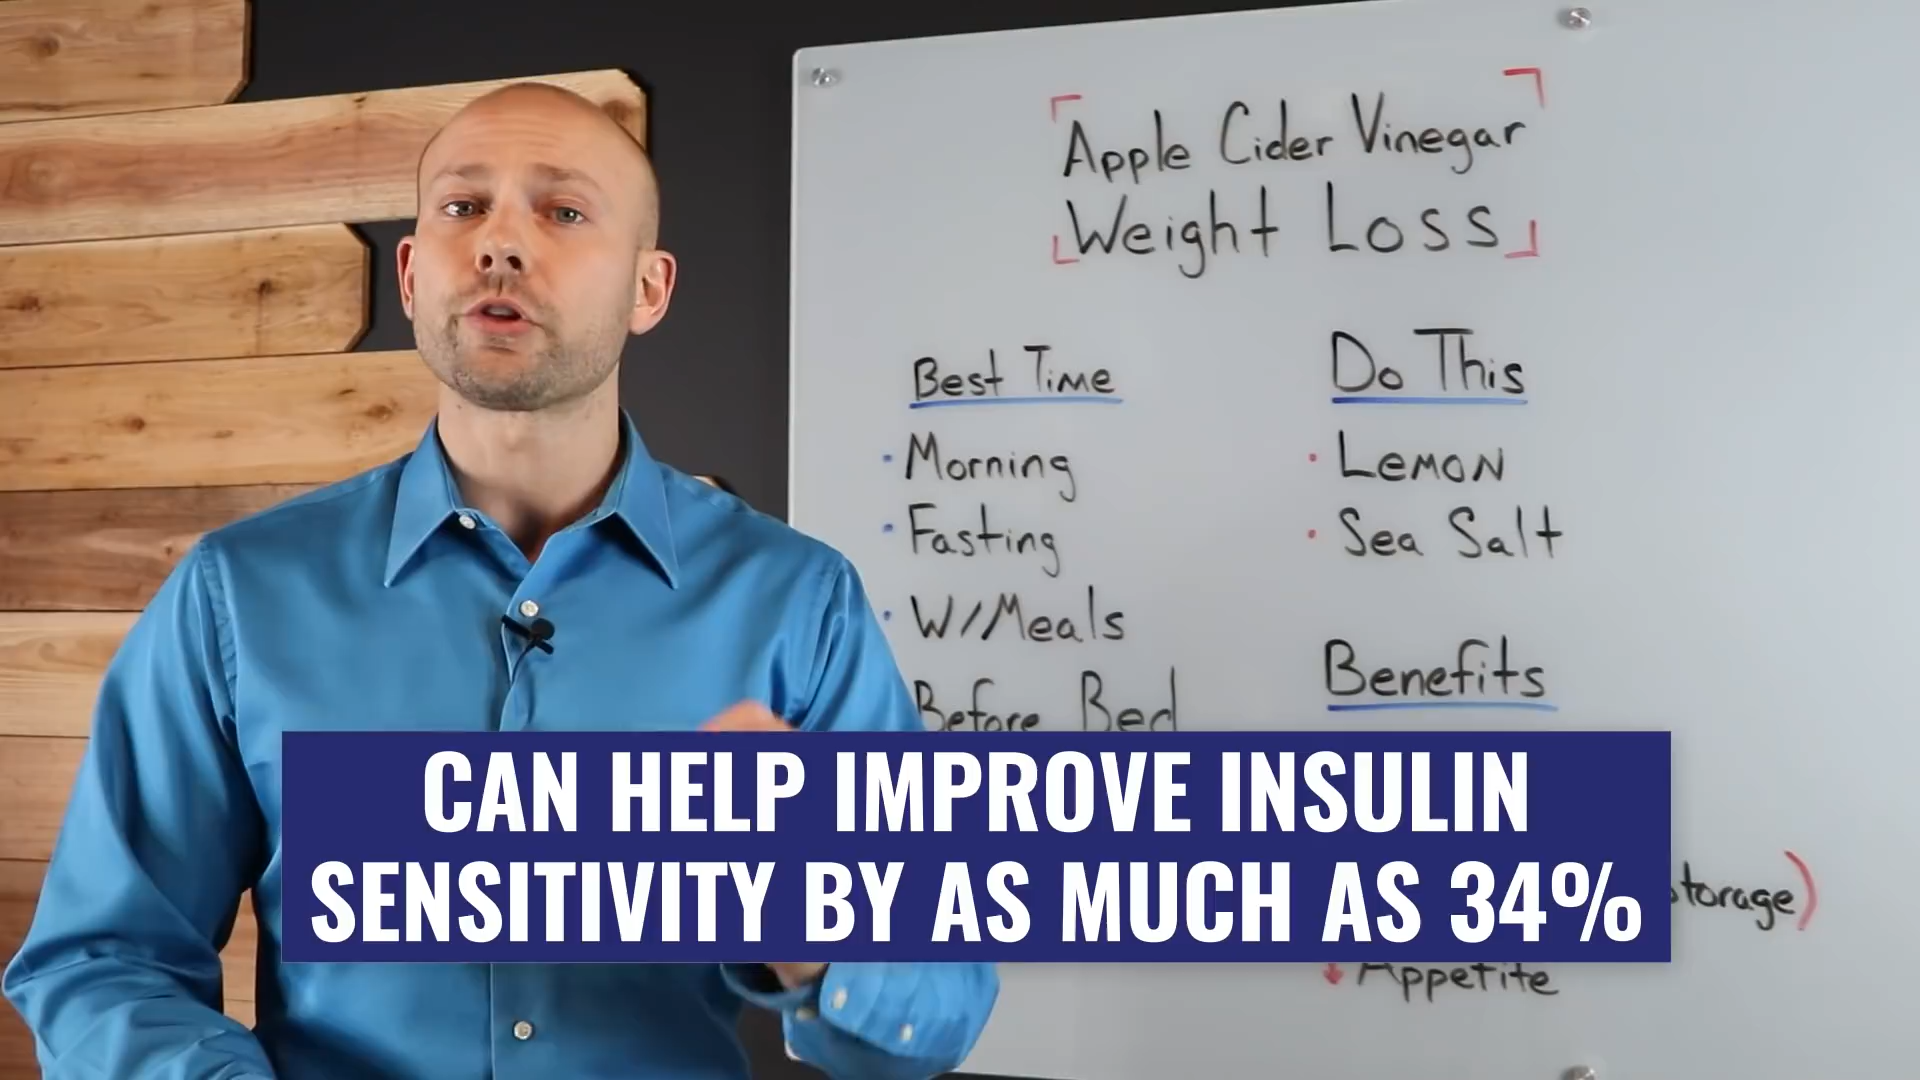 Apple Cider Vinegar
Weight Loss
Best Time
• Morning
• Fasting
• W/Meals
Before Bed
Do This
• Lemon
• Sea Salt
Benefits
↓ Appetite
CAN HELP IMPROVE INSULIN
SENSITIVITY BY AS MUCH AS 34%